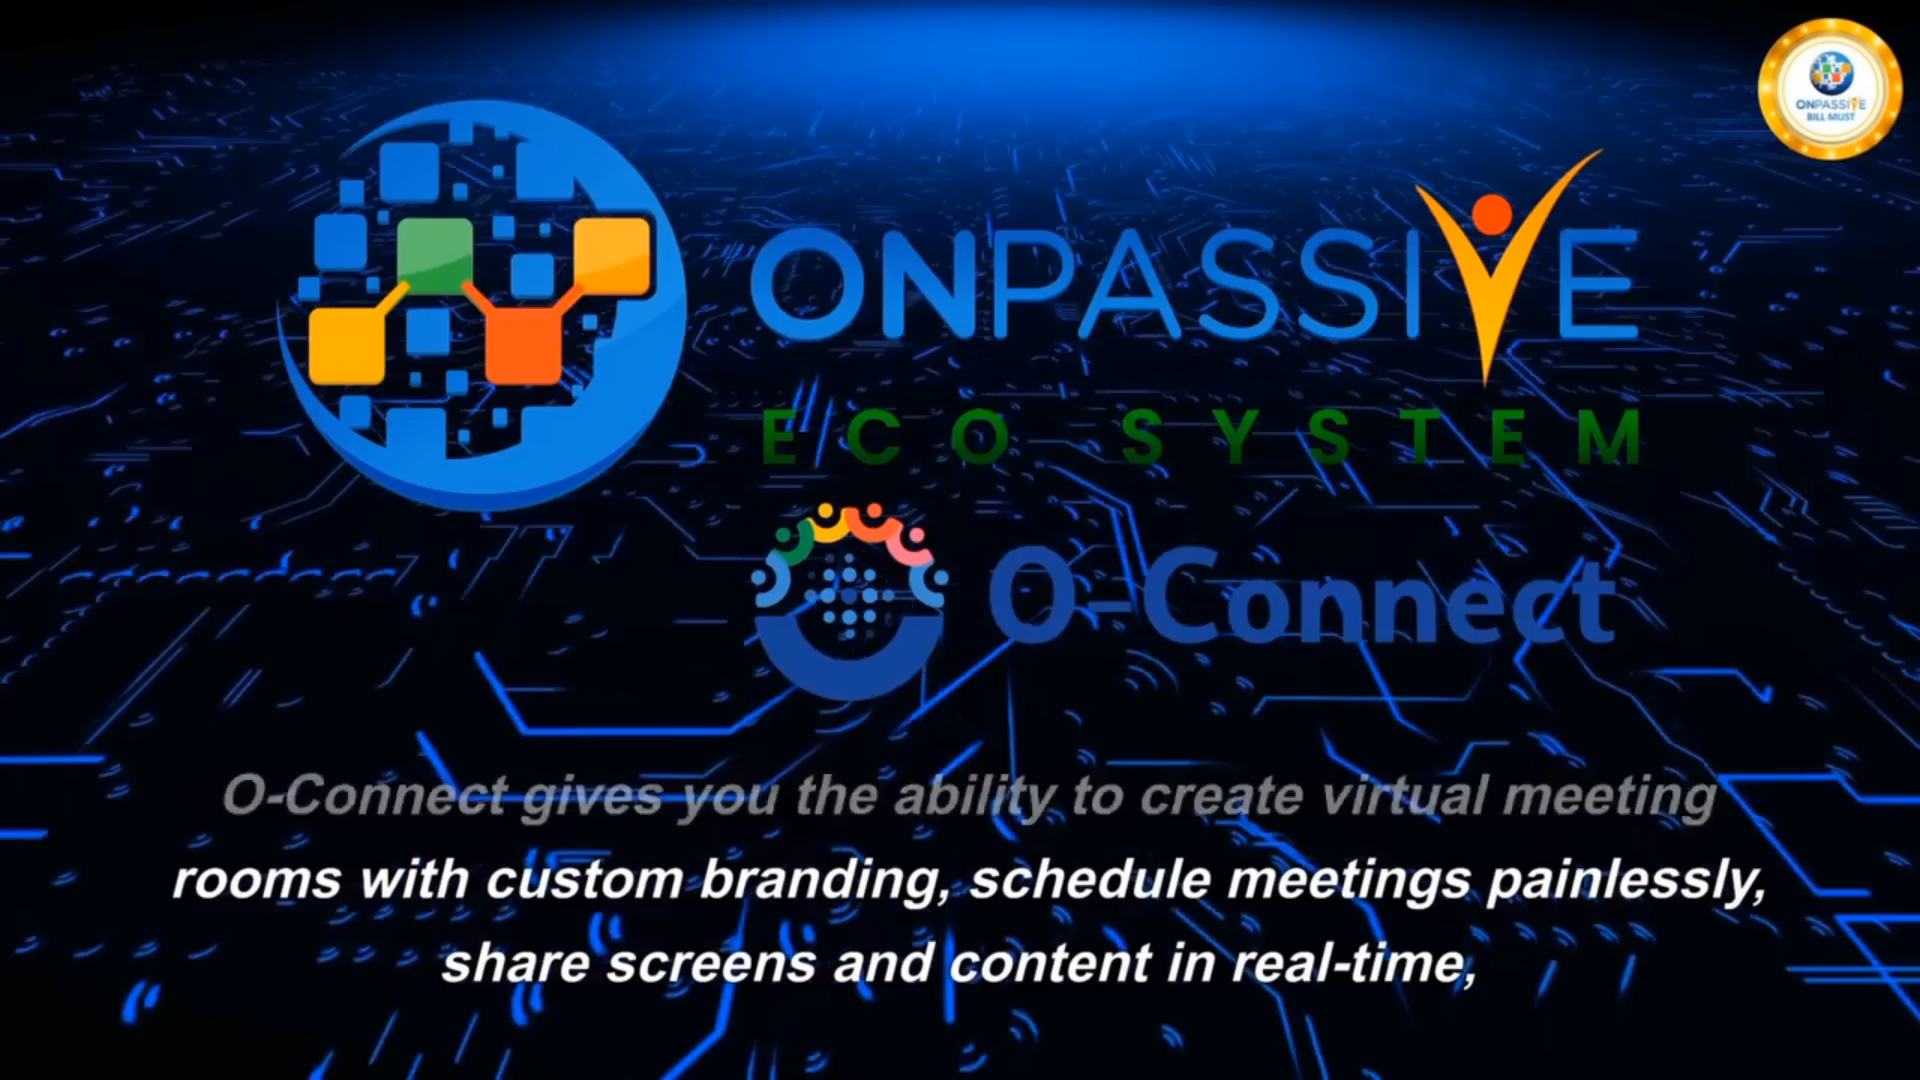 ONPASSIVE
BILL MUST
ONPASSIVE
ECO SYSTEM
O-Connect
O-Connect gives you the ability to create virtual meeting
rooms with custom branding, schedule meetings painlessly,
share screens and content in real-time,